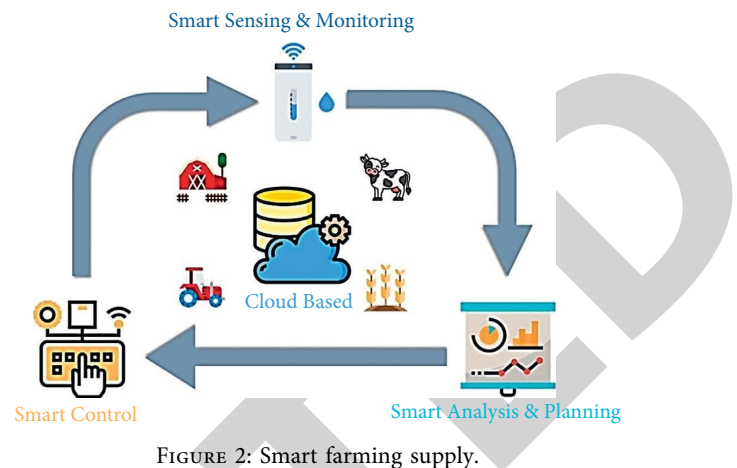 Smart Sensing & Monitoring
Cloud Based
Smart Control
Smart Analysis & Planning
FIGURE 2: Smart farming supply.